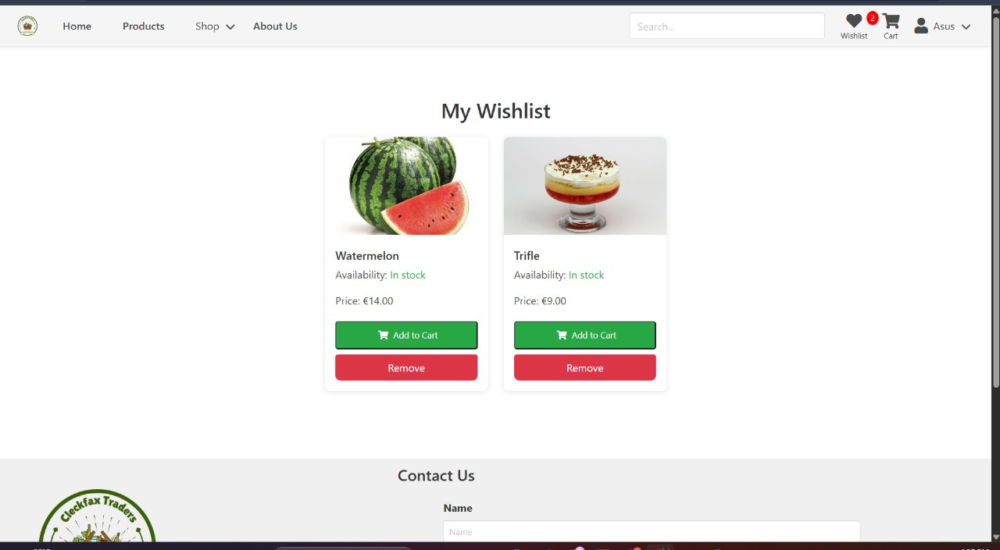 Home Products Shop About Us Search... Wishlist 2 Cart Asus
My Wishlist
Watermelon
Availability: In stock
Price: €14.00
Add to Cart
Remove
Trifle
Availability: In stock
Price: €9.00
Add to Cart
Remove
Contact Us
Cleckfax Traders
Name
Name